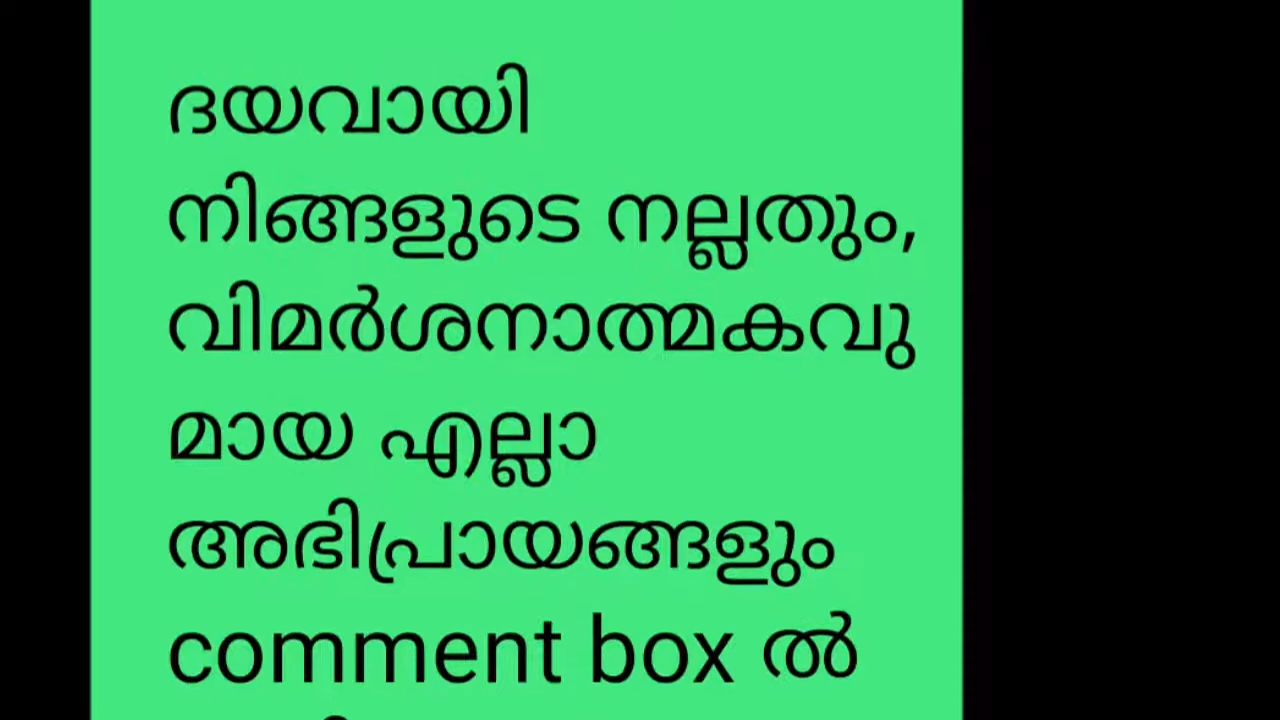 ദയവായി
നിങ്ങളുടെ നല്ലതും,
വിമർശനാത്മകവു
മായ എല്ലാ
അഭിപ്രായങ്ങളും
comment box ൽ